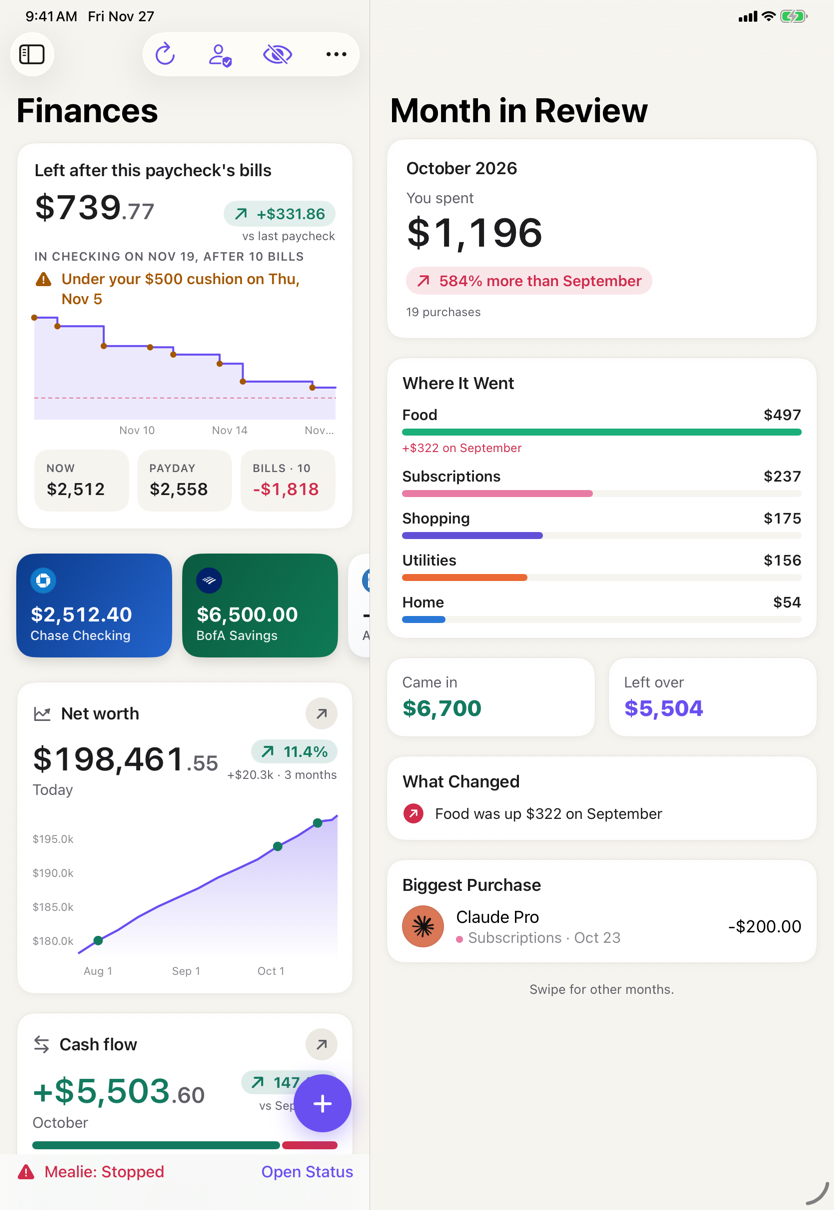 9:41 AM Fri Nov 27
Finances
Left after this paycheck's bills
$739.77
+$331.86
vs last paycheck
IN CHECKING ON NOV 19, AFTER 10 BILLS
Under your $500 cushion on Thu,
Nov 5
Nov 10 Nov 14 Nov…
NOW PAYDAY BILLS · 10
$2,512 $2,558 -$1,818
$2,512.40 $6,500.00
Chase Checking BofA Savings
Net worth
$198,461.55
11.4%
+$20.3k · 3 months
Today
$195.0k
$190.0k
$185.0k
$180.0k
Aug 1 Sep 1 Oct 1
Cash flow
+$5,503.60
147
vs Sep
October
Mealie: Stopped Open Status
Month in Review
October 2026
You spent
$1,196
584% more than September
19 purchases
Where It Went
Food $497
+$322 on September
Subscriptions $237
Shopping $175
Utilities $156
Home $54
Came in Left over
$6,700 $5,504
What Changed
Food was up $322 on September
Biggest Purchase
Claude Pro
Subscriptions · Oct 23
-$200.00
Swipe for other months.